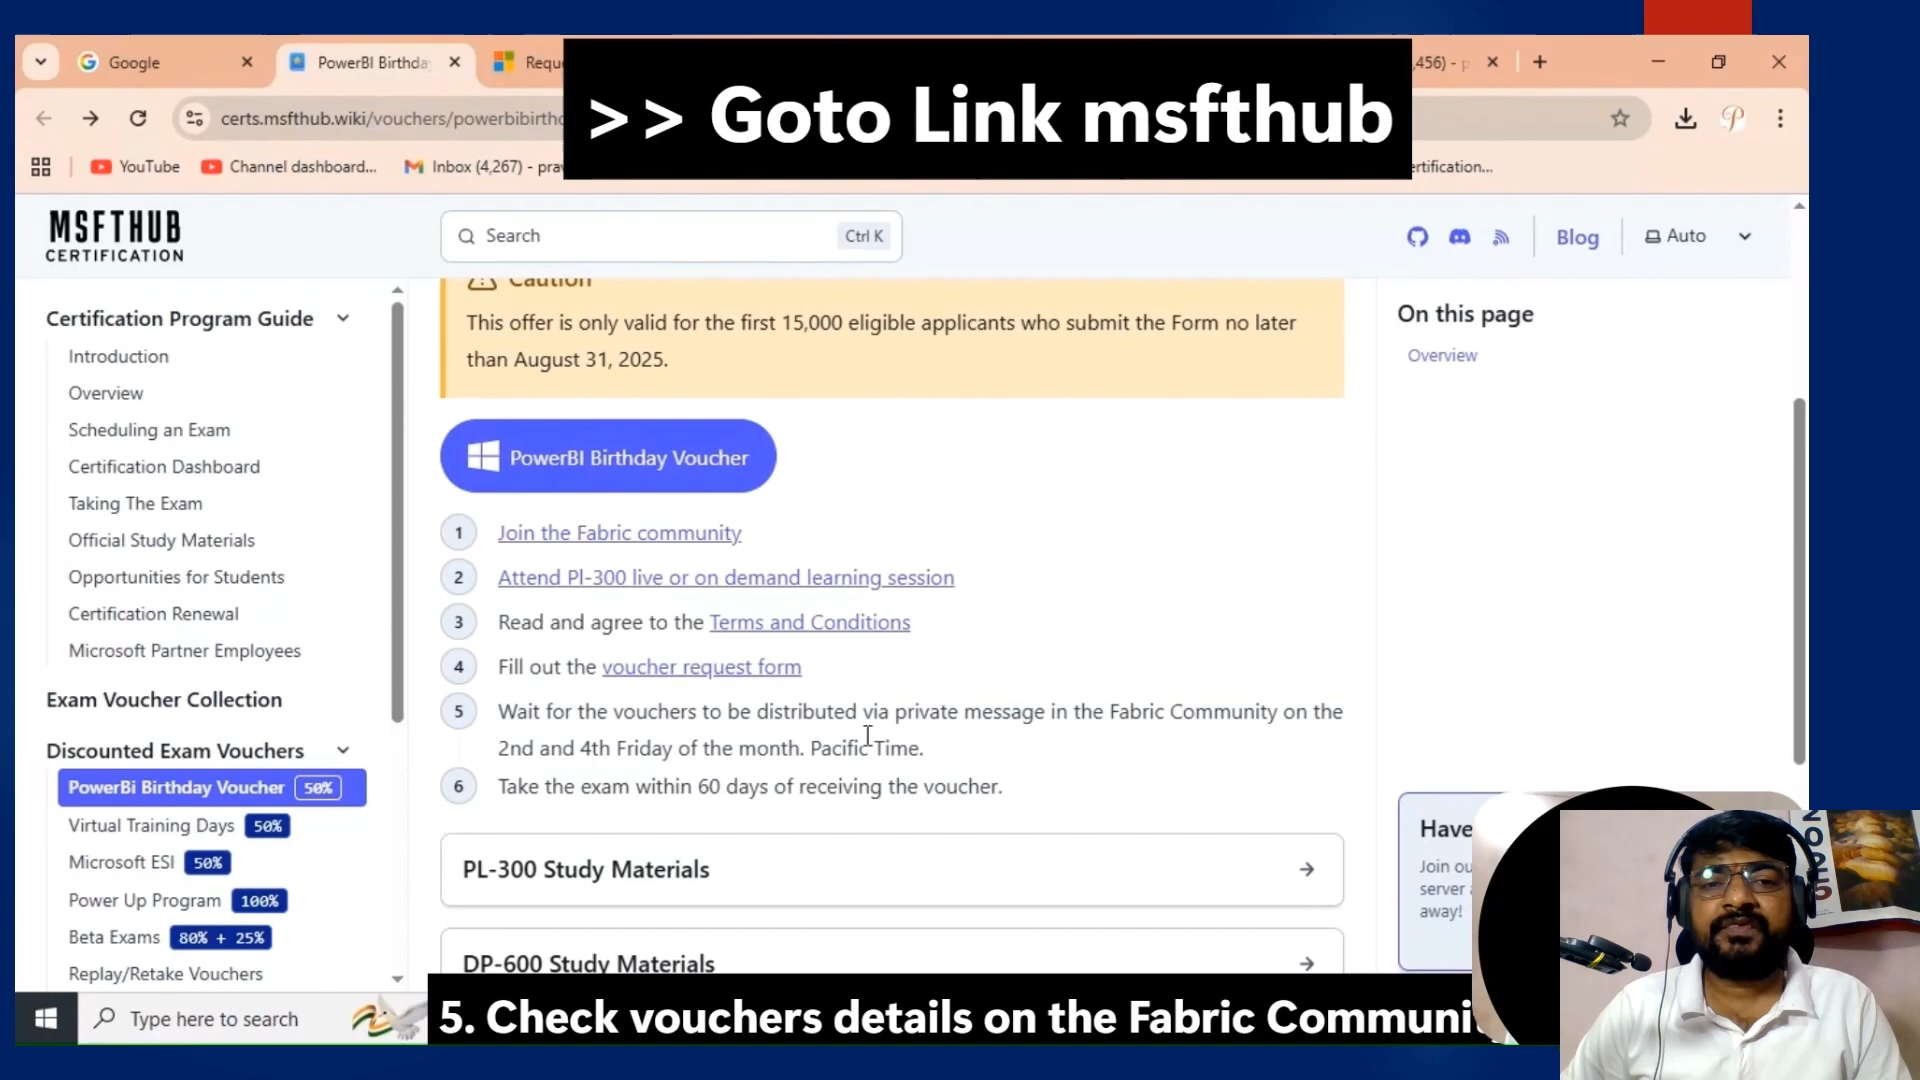 Google
PowerBI Birthda
Requ
,456) - p
>> Goto Link msfthub
certs.msfthub.wiki/vouchers/powerbibirthd
YouTube
Channel dashboard...
Inbox (4,267) - prav
ertification...
MSFTHUB
CERTIFICATION
Search
Ctrl K
Blog
Auto
Certification Program Guide
Introduction
Overview
Scheduling an Exam
Certification Dashboard
Taking The Exam
Official Study Materials
Opportunities for Students
Certification Renewal
Microsoft Partner Employees
Exam Voucher Collection
Discounted Exam Vouchers
PowerBi Birthday Voucher 50%
Virtual Training Days 50%
Microsoft ESI 50%
Power Up Program 100%
Beta Exams 80% + 25%
Replay/Retake Vouchers
Caution
This offer is only valid for the first 15,000 eligible applicants who submit the Form no later
than August 31, 2025.
PowerBI Birthday Voucher
1 Join the Fabric community
2 Attend Pl-300 live or on demand learning session
3 Read and agree to the Terms and Conditions
4 Fill out the voucher request form
5 Wait for the vouchers to be distributed via private message in the Fabric Community on the
2nd and 4th Friday of the month. Pacific Time.
6 Take the exam within 60 days of receiving the voucher.
PL-300 Study Materials
DP-600 Study Materials
On this page
Overview
Have
Join ou
server
away!
2025
Type here to search
5. Check vouchers details on the Fabric Communi